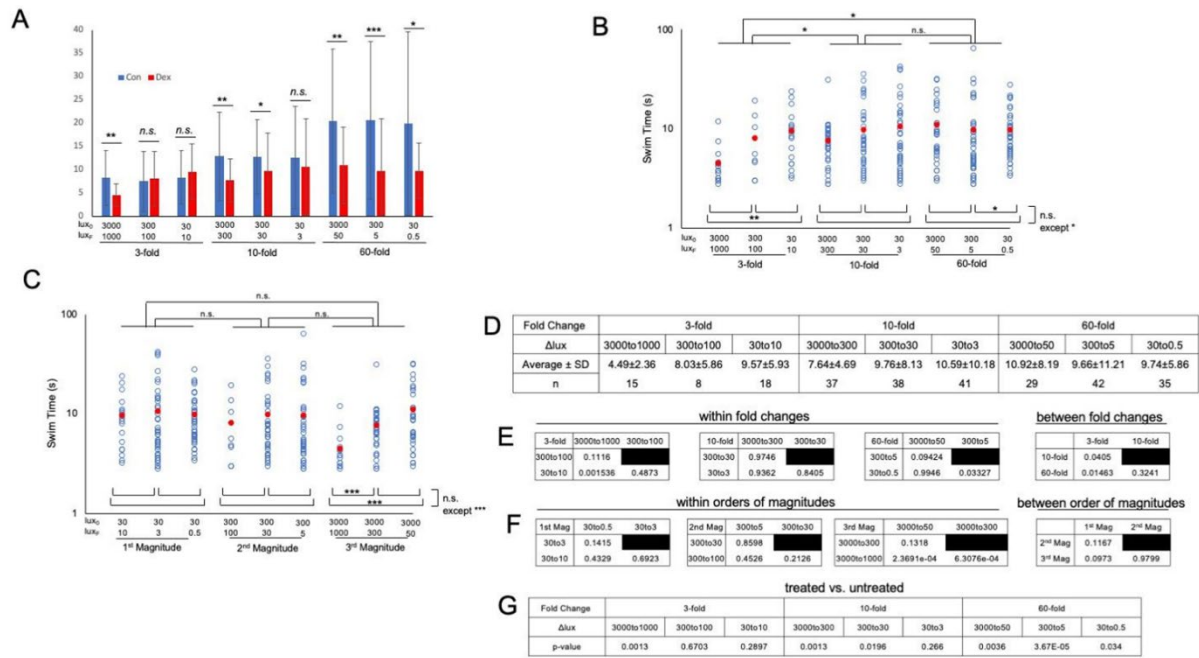 A
40
35
30
25
20
15
10
5
0
Con Dex
** n.s. n.s. ** * n.s. ** *** *
lux0 3000 300 30 3000 300 30 3000 300 30
luxF 1000 100 10 300 30 3 50 5 0.5
3-fold 10-fold 60-fold
B
Swim Time (s)
100
10
1
*
* n.s.
** *
n.s.
except *
lux0 3000 300 30 3000 300 30 3000 300 30
luxF 1000 100 10 300 30 3 50 5 0.5
3-fold 10-fold 60-fold
C
Swim Time (s)
100
10
1
n.s.
n.s. n.s.
***
***
n.s.
except ***
lux0 30 30 30 300 300 300 3000 3000 3000
luxF 10 3 0.5 100 30 5 1000 300 50
1st Magnitude 2nd Magnitude 3rd Magnitude
D
Fold Change 3-fold 10-fold 60-fold
Δlux 3000to1000 300to100 30to10 3000to300 300to30 30to3 3000to50 300to5 30to0.5
Average ± SD 4.49±2.36 8.03±5.86 9.57±5.93 7.64±4.69 9.76±8.13 10.59±10.18 10.92±8.19 9.66±11.21 9.74±5.86
n 15 8 18 37 38 41 29 42 35
within fold changes between fold changes
E
3-fold 3000to1000 300to100 10-fold 3000to300 300to30 60-fold 3000to50 300to5 3-fold 10-fold
300to100 0.1116 300to30 0.9746 300to5 0.09424 10-fold 0.0405
30to10 0.001536 0.4873 30to3 0.9362 0.8405 30to0.5 0.9946 0.03327 60-fold 0.01463 0.3241
within orders of magnitudes between order of magnitudes
F
1st Mag 30to0.5 30to3 2nd Mag 300to5 300to30 3rd Mag 3000to50 3000to300 1st Mag 2nd Mag
30to3 0.1415 300to30 0.8598 3000to300 0.1318 2nd Mag 0.1167
30to10 0.4329 0.6923 300to100 0.4526 0.2126 3000to1000 2.3691e-04 6.3076e-04 3rd Mag 0.0973 0.9799
treated vs. untreated
G
Fold Change 3-fold 10-fold 60-fold
Δlux 3000to1000 300to100 30to10 3000to300 300to30 30to3 3000to50 300to5 30to0.5
p-value 0.0013 0.6703 0.2897 0.0013 0.0196 0.266 0.0036 3.67E-05 0.034